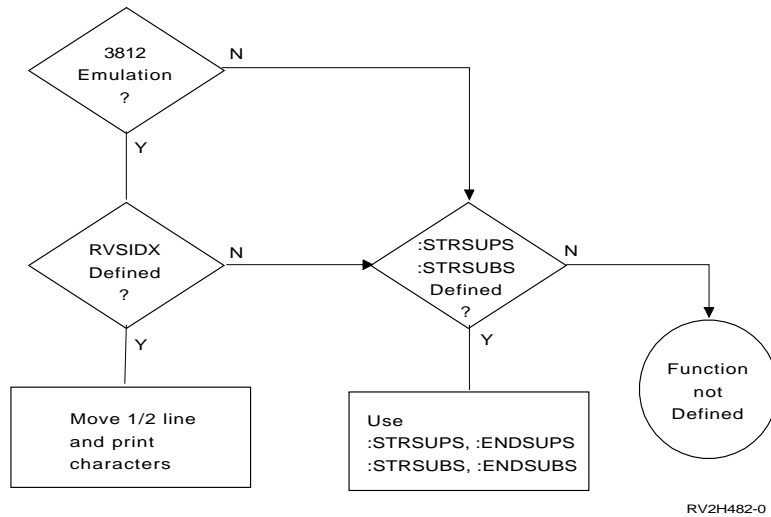 3812
Emulation
?
N
Y
RVSIDX
Defined
?
N
Y
:STRSUPS
:STRSUBS
Defined
?
N
Y
Move 1/2 line
and print
characters
Use
:STRSUPS, :ENDSUPS
:STRSUBS, :ENDSUBS
Function
not
Defined
RV2H482-0